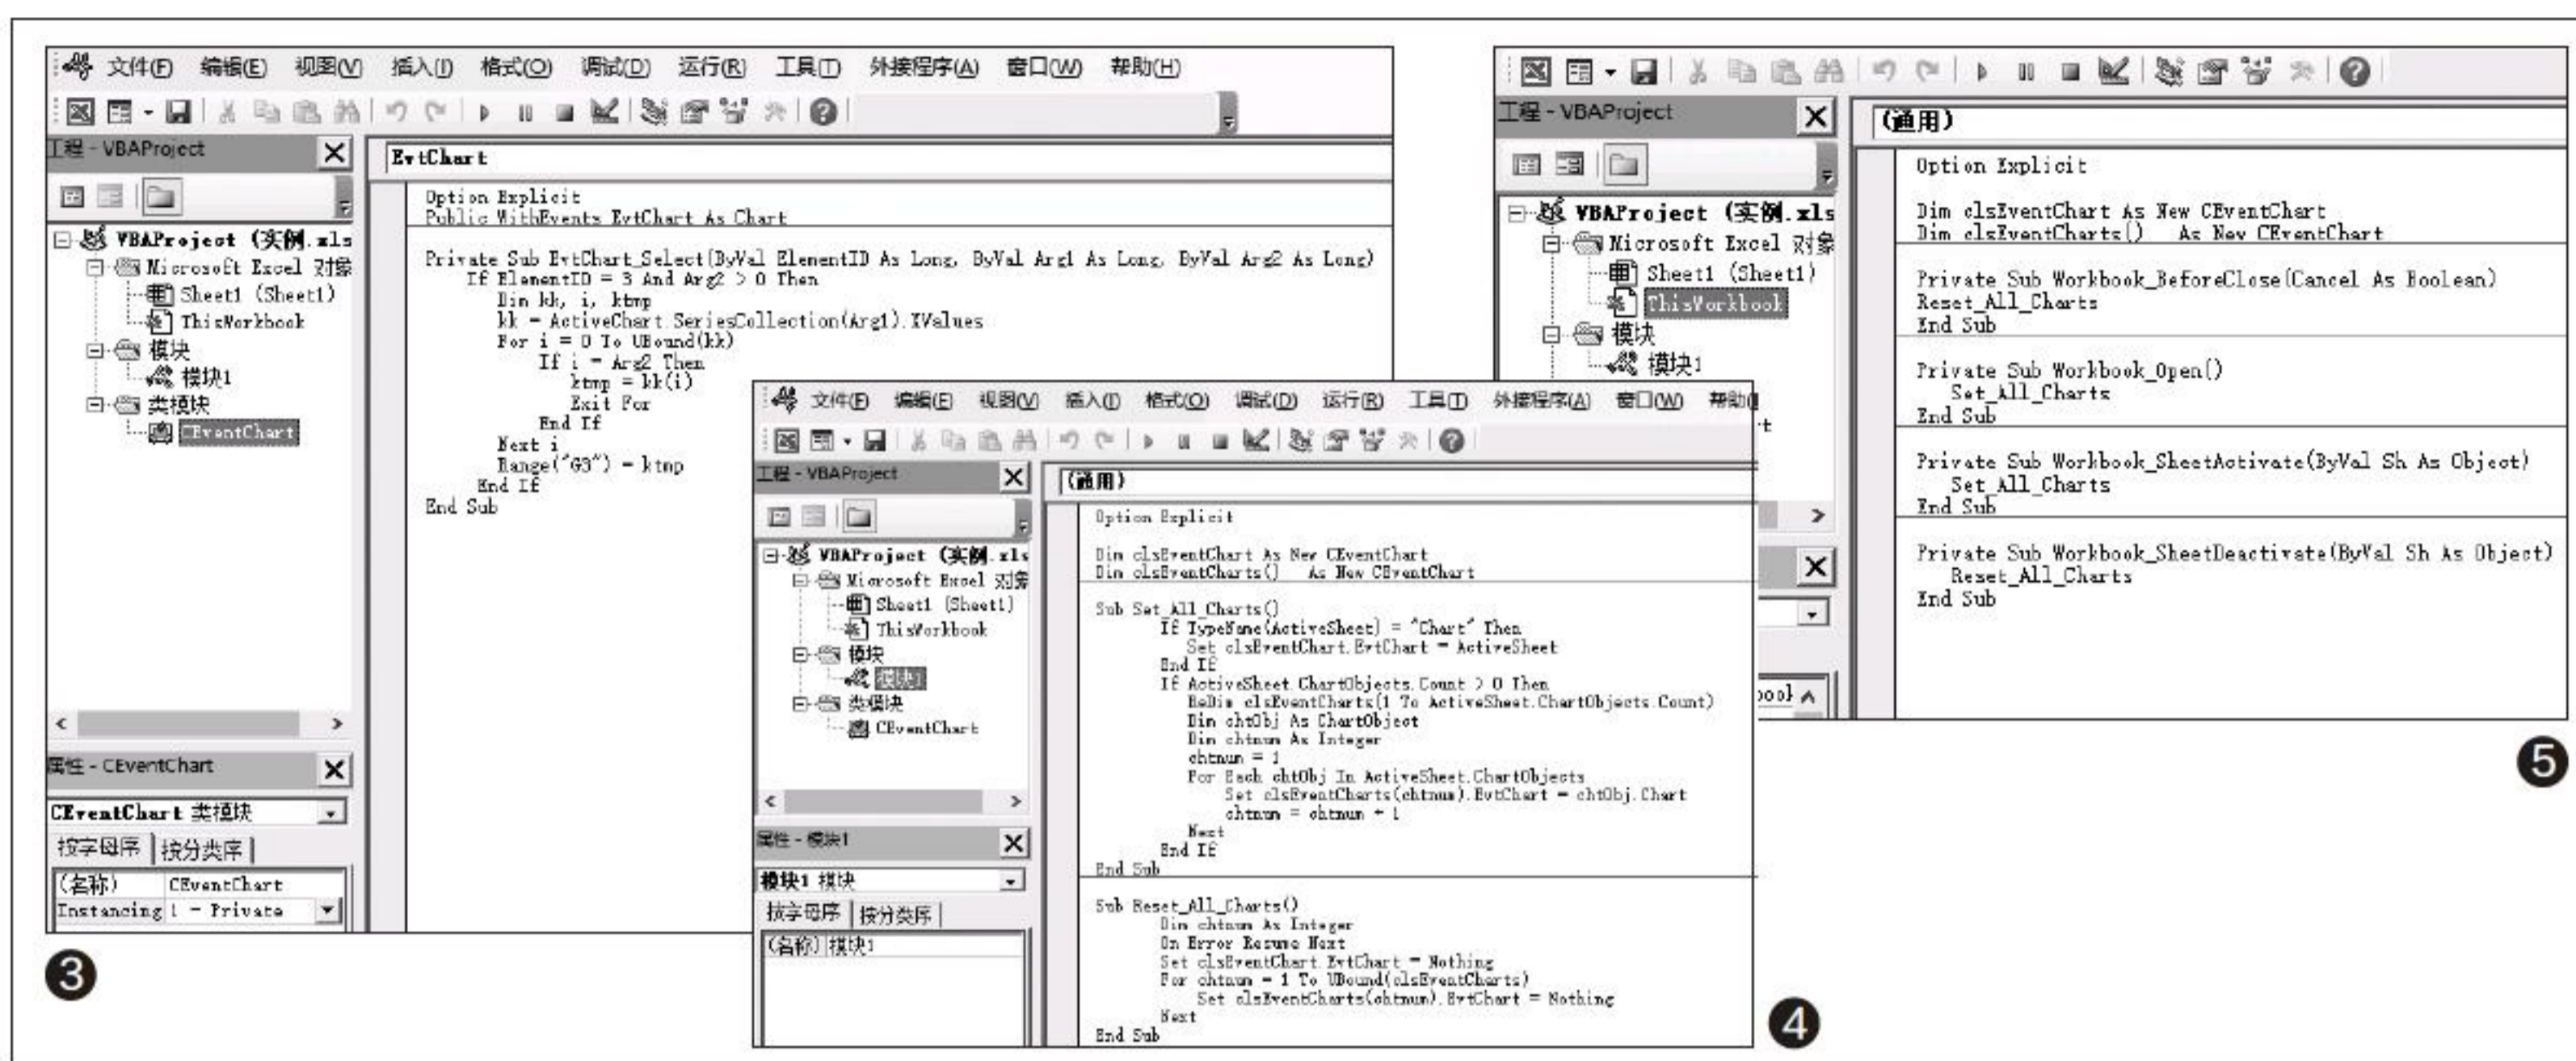 文件(F) 编辑(E) 视图(V) 插入(I) 格式(O) 调试(D) 运行(R) 工具(T) 外接程序(A) 窗口(W) 帮助(H)
工程 - VBAProject
VBAProject (实例.xls
Microsoft Excel 对象
Sheet1 (Sheet1)
ThisWorkbook
模块
模块1
类模块
CEventChart
属性 - CEventChart
CEventChart 类模块
按字母序 按分类序
(名称) CEventChart
Instancing 1 - Private
EvtChart
Option Explicit
Public WithEvents EvtChart As Chart
Private Sub EvtChart_Select(ByVal ElementID As Long, ByVal Arg1 As Long, ByVal Arg2 As Long)
If ElementID = 3 And Arg2 > 0 Then
Dim kk, i, ktmp
kk = ActiveChart.SeriesCollection(Arg1).XValues
For i = 0 To UBound(kk)
If i = Arg2 Then
ktmp = kk(i)
Exit For
End If
Next i
Range("G3") = ktmp
End If
End Sub
③
文件(F) 编辑(E) 视图(V) 插入(I) 格式(O) 调试(D) 运行(R) 工具(T) 外接程序(A) 窗口(W) 帮助(
工程 - VBAProject
VBAProject (实例.xls
Microsoft Excel 对象
Sheet1 (Sheet1)
ThisWorkbook
模块
模块1
类模块
CEventChart
属性 - 模块1
模块1 模块
按字母序 按分类序
(名称) 模块1
(通用)
Option Explicit
Dim clsEventChart As New CEventChart
Dim clsEventCharts() As New CEventChart
Sub Set_All_Charts()
If TypeName(ActiveSheet) = "Chart" Then
Set clsEventChart.EvtChart = ActiveSheet
End If
If ActiveSheet.ChartObjects.Count > 0 Then
ReDim clsEventCharts(1 To ActiveSheet.ChartObjects.Count)
Dim chtObj As ChartObject
Dim chtnum As Integer
chtnum = 1
For Each chtObj In ActiveSheet.ChartObjects
Set clsEventCharts(chtnum).EvtChart = chtObj.Chart
chtnum = chtnum + 1
Next
End If
End Sub
Sub Reset_All_Charts()
Dim chtnum As Integer
On Error Resume Next
Set clsEventChart.EvtChart = Nothing
For chtnum = 1 To UBound(clsEventCharts)
Set clsEventCharts(chtnum).EvtChart = Nothing
Next
End Sub
④
工程 - VBAProject
VBAProject (实例.xls
Microsoft Excel 对象
Sheet1 (Sheet1)
ThisWorkbook
模块
模块1
(通用)
Option Explicit
Dim clsEventChart As New CEventChart
Dim clsEventCharts() As New CEventChart
Private Sub Workbook_BeforeClose(Cancel As Boolean)
Reset_All_Charts
End Sub
Private Sub Workbook_Open()
Set_All_Charts
End Sub
Private Sub Workbook_SheetActivate(ByVal Sh As Object)
Set_All_Charts
End Sub
Private Sub Workbook_SheetDeactivate(ByVal Sh As Object)
Reset_All_Charts
End Sub
⑤